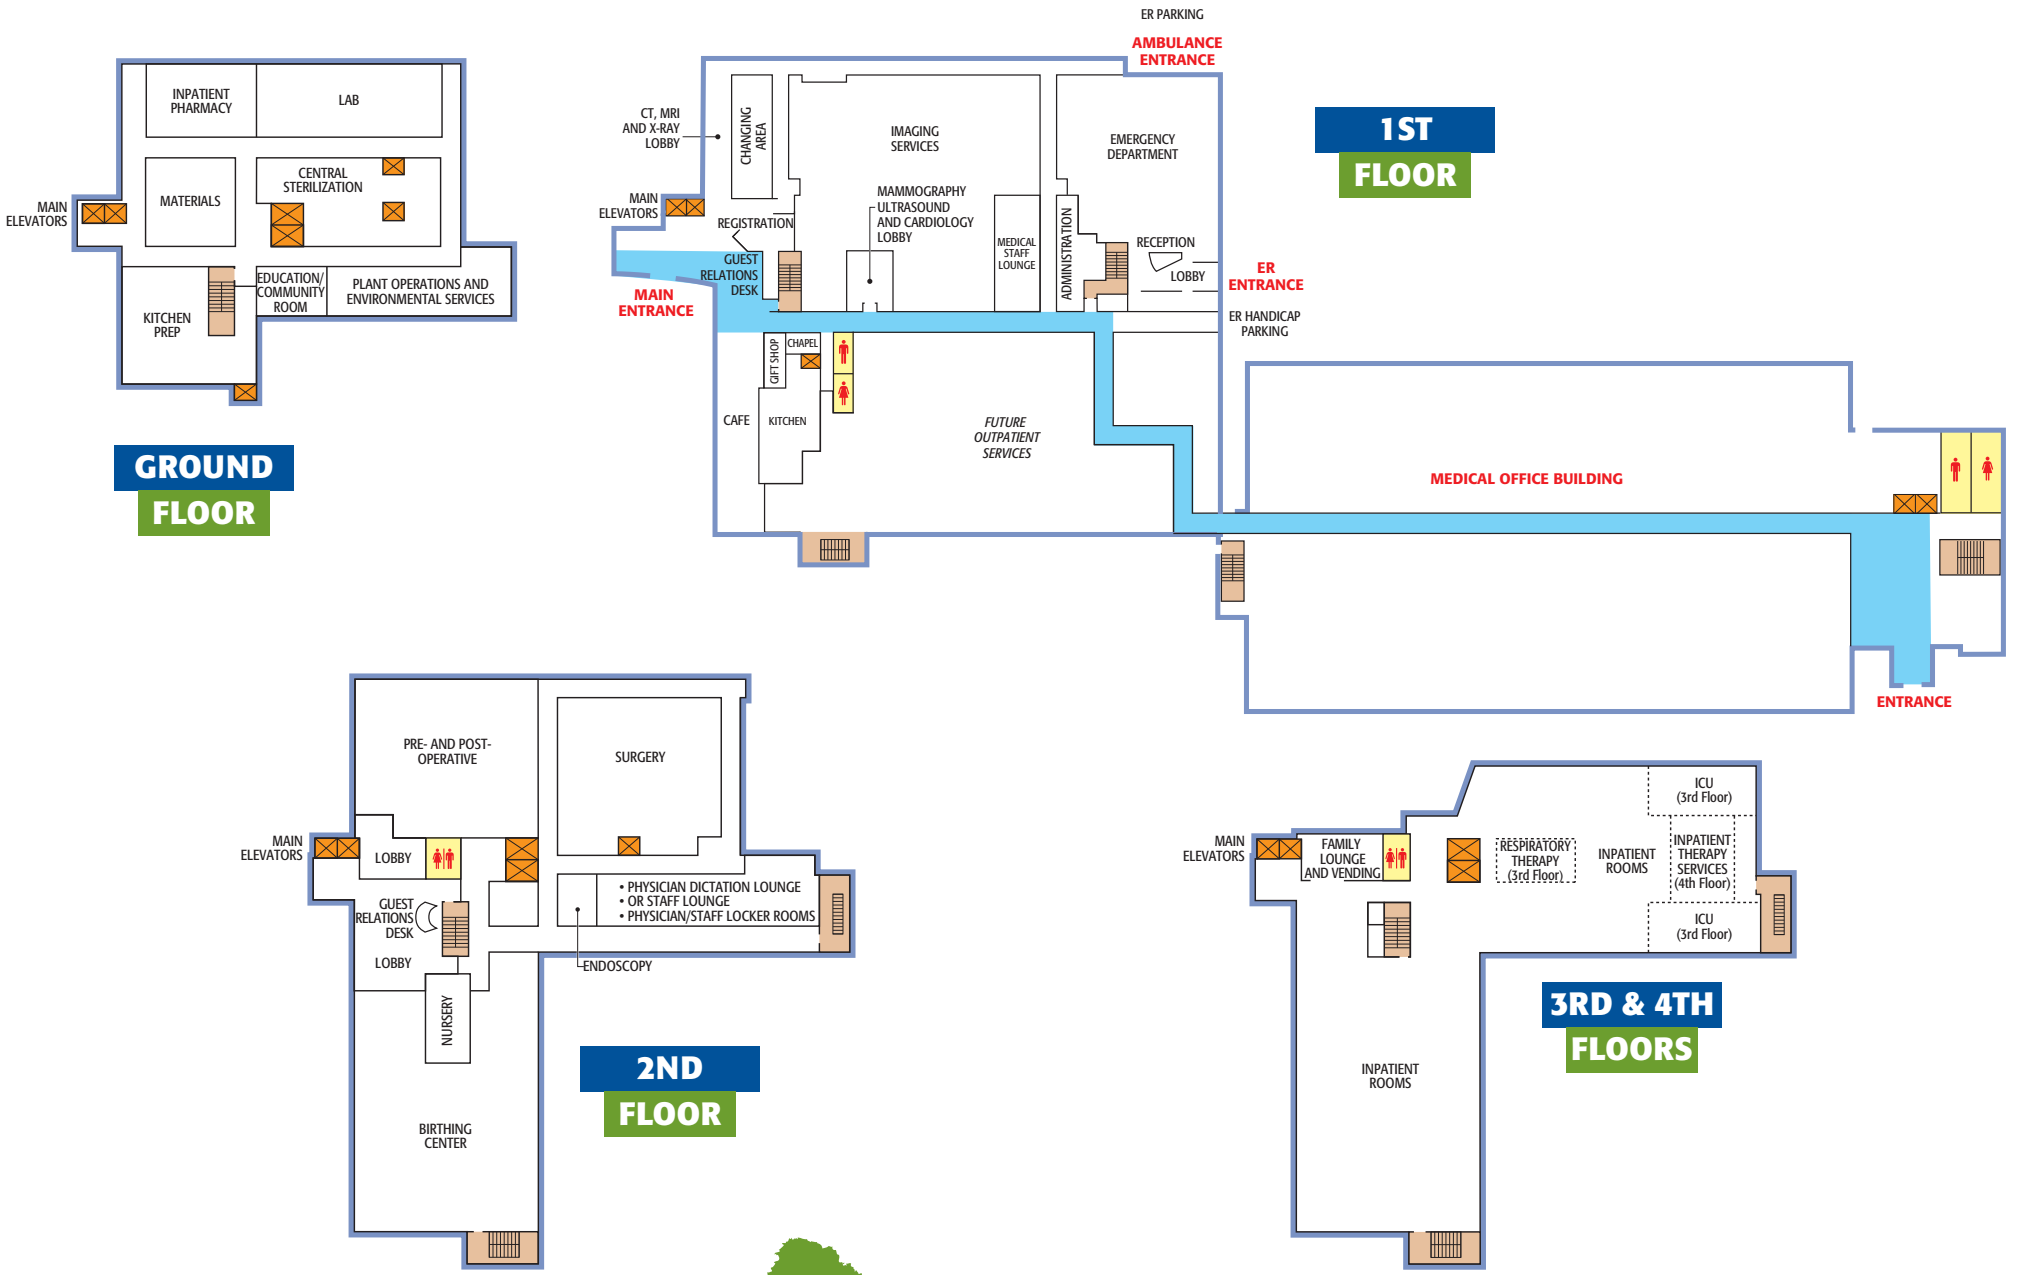 INPATIENT
PHARMACY
LAB
MATERIALS
CENTRAL
STERILIZATION
MAIN
ELEVATORS
EDUCATION/
COMMUNITY
ROOM
PLANT OPERATIONS AND
ENVIRONMENTAL SERVICES
KITCHEN
PREP
GROUND
FLOOR
ER PARKING
AMBULANCE
ENTRANCE
CT, MRI
AND X-RAY
LOBBY
CHANGING
AREA
IMAGING
SERVICES
EMERGENCY
DEPARTMENT
1ST
FLOOR
MAIN
ELEVATORS
REGISTRATION
MAMMOGRAPHY
ULTRASOUND
AND CARDIOLOGY
LOBBY
MEDICAL
STAFF
LOUNGE
ADMINISTRATION
RECEPTION
LOBBY
GUEST
RELATIONS
DESK
MAIN
ENTRANCE
ER
ENTRANCE
ER HANDICAP
PARKING
GIFT SHOP
CHAPEL
CAFE
KITCHEN
FUTURE
OUTPATIENT
SERVICES
MEDICAL OFFICE BUILDING
ENTRANCE
PRE- AND POST-
OPERATIVE
SURGERY
MAIN
ELEVATORS
LOBBY
GUEST
RELATIONS
DESK
LOBBY
• PHYSICIAN DICTATION LOUNGE
• OR STAFF LOUNGE
• PHYSICIAN/STAFF LOCKER ROOMS
ENDOSCOPY
NURSERY
BIRTHING
CENTER
2ND
FLOOR
MAIN
ELEVATORS
FAMILY
LOUNGE
AND VENDING
RESPIRATORY
THERAPY
(3rd Floor)
INPATIENT
ROOMS
ICU
(3rd Floor)
INPATIENT
THERAPY
SERVICES
(4th Floor)
ICU
(3rd Floor)
INPATIENT
ROOMS
3RD & 4TH
FLOORS